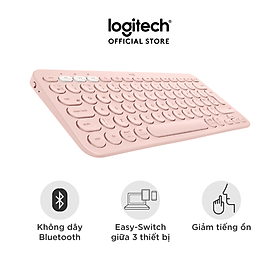 logitech
OFFICIAL STORE
Không dây
Bluetooth
Easy-Switch
giữa 3 thiết bị
Giảm tiếng ồn